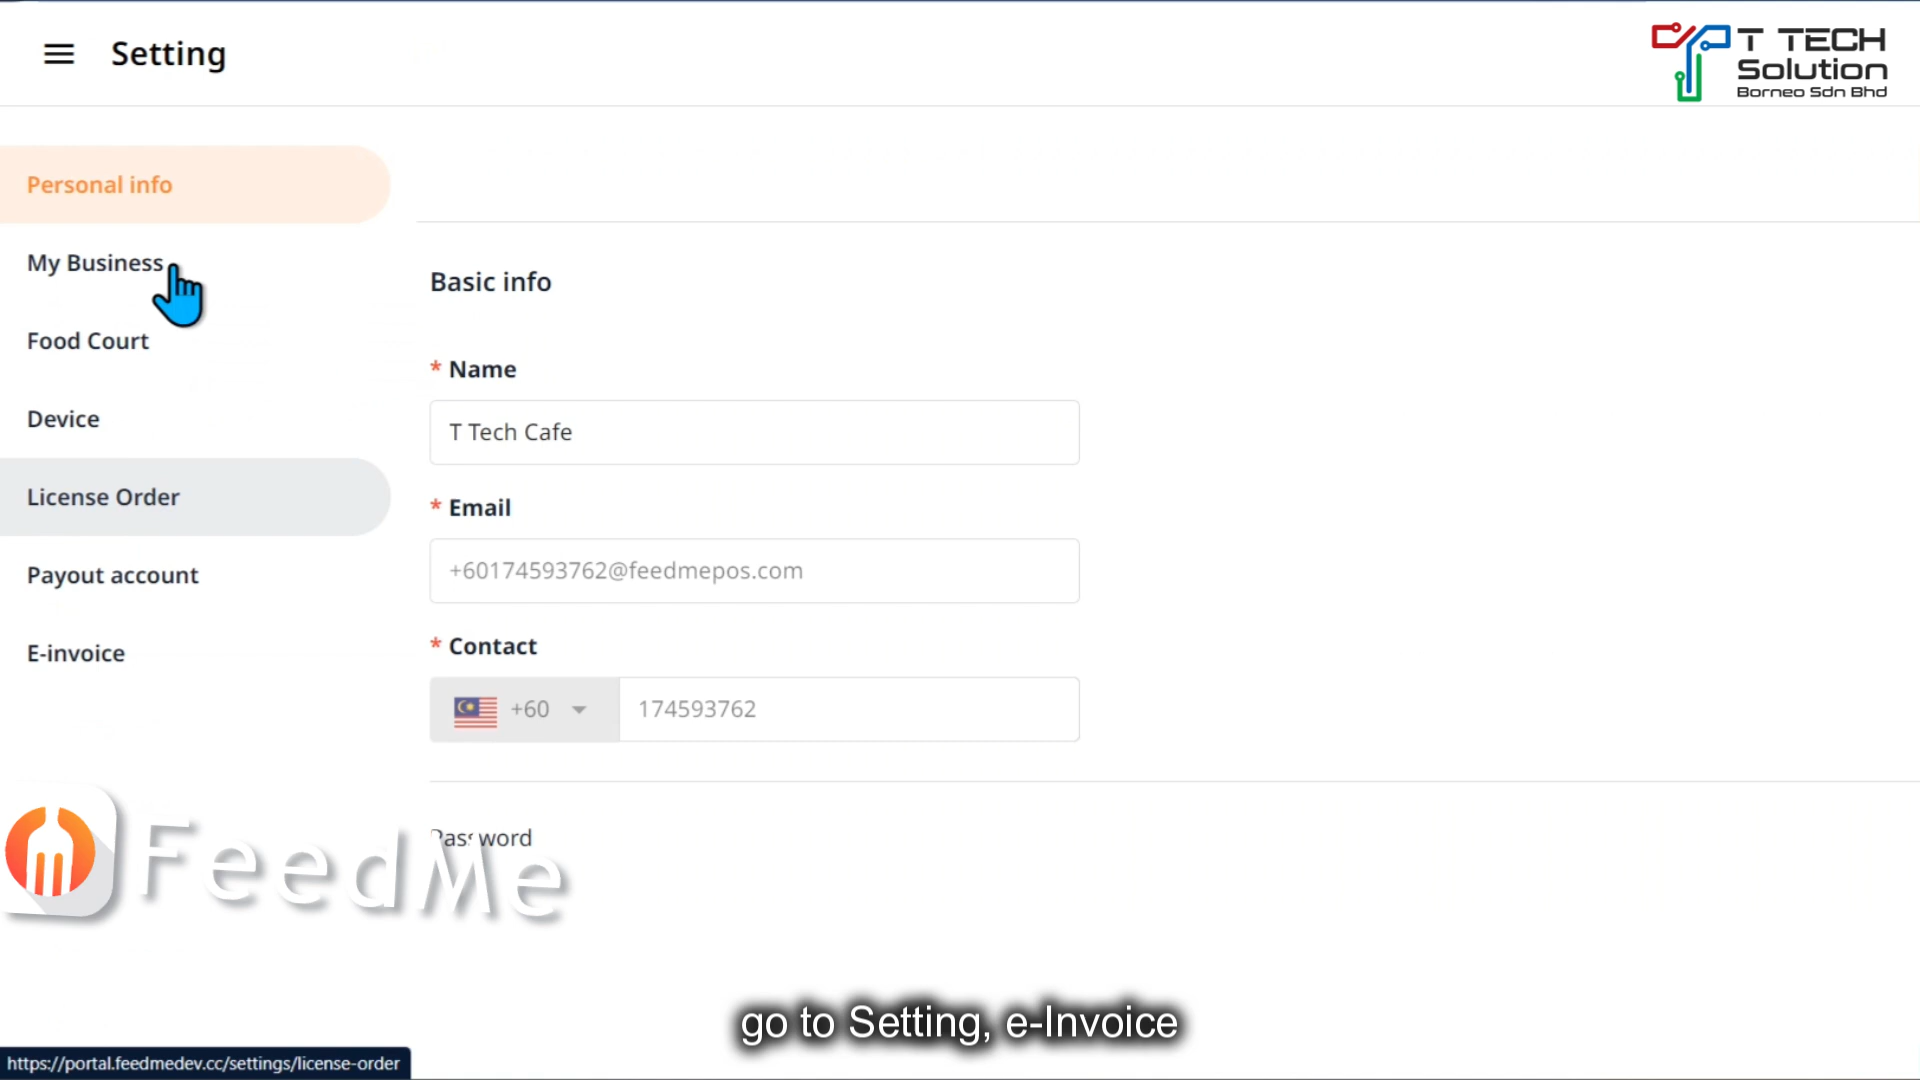 Setting
T TECH
Solution
Borneo Sdn Bhd
Personal info
My Business
Food Court
Device
License Order
Payout account
E-invoice
Basic info
* Name
T Tech Cafe
* Email
+60174593762@feedmepos.com
* Contact
+60
174593762
Password
FeedMe
go to Setting, e-Invoice
https://portal.feedmedev.cc/settings/license-order